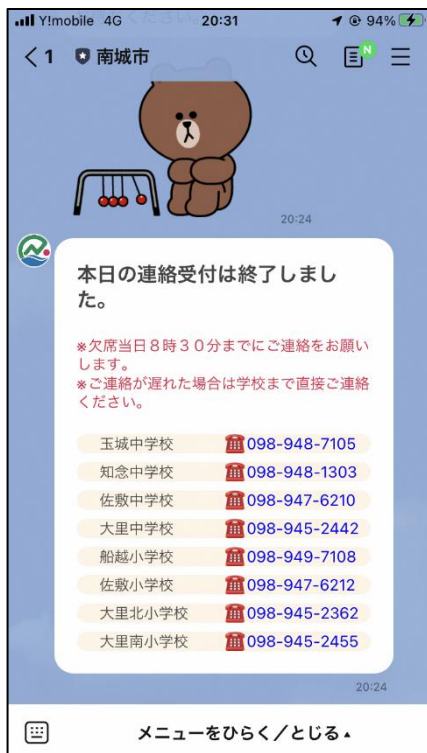 Y!mobile 4G 20:31 94%
1 南城市 N
20:24
本日の連絡受付は終了しまし
た。
※欠席当日８時３０分までにご連絡をお願い
します。
※ご連絡が遅れた場合は学校まで直接ご連絡
ください。
玉城中学校 ☎098-948-7105
知念中学校 ☎098-948-1303
佐敷中学校 ☎098-947-6210
大里中学校 ☎098-945-2442
船越小学校 ☎098-949-7108
佐敷小学校 ☎098-947-6212
大里北小学校 ☎098-945-2362
大里南小学校 ☎098-945-2455
20:24
メニューをひらく／とじる▲